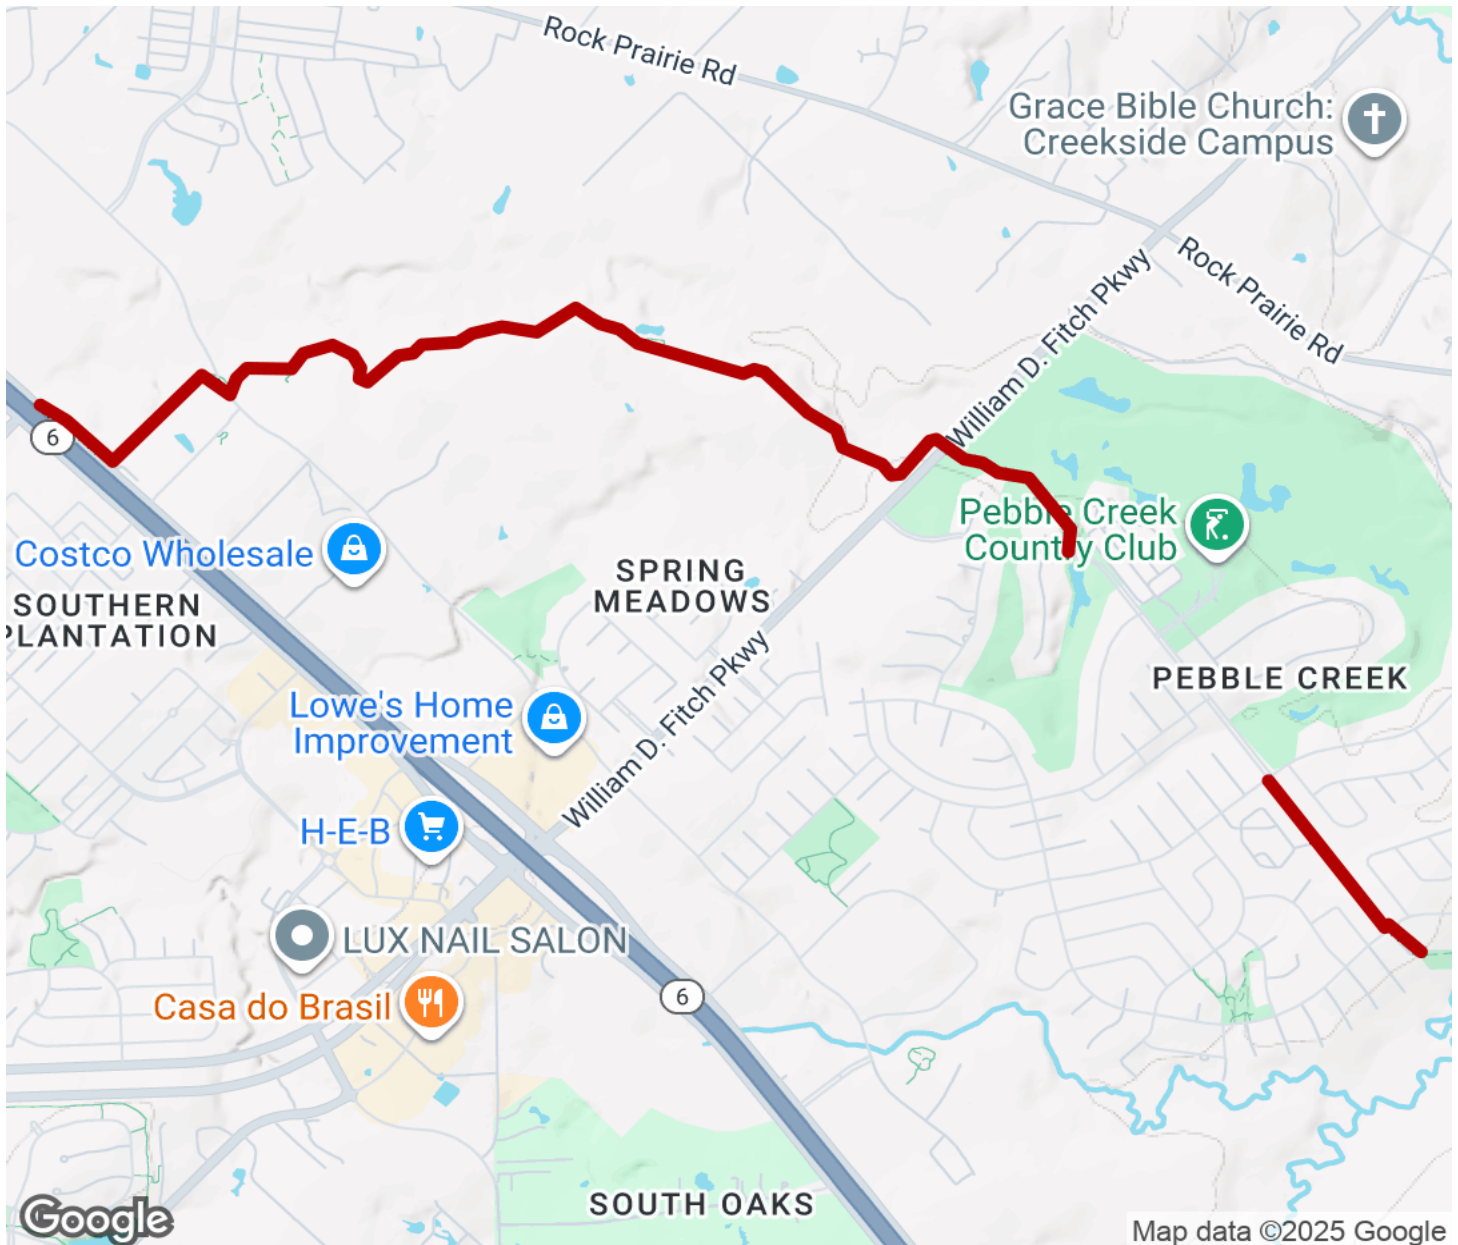 Rock Prairie Rd
Grace Bible Church:
Creekside Campus
Rock Prairie Rd
William D. Fitch Pkwy
6
Pebble Creek
Country Club
Costco Wholesale
SPRING
MEADOWS
SOUTHERN
PLANTATION
PEBBLE CREEK
Lowe's Home
Improvement
William D. Fitch Pkwy
H-E-B
LUX NAIL SALON
Casa do Brasil
6
SOUTH OAKS
Google
Map data ©2025 Google